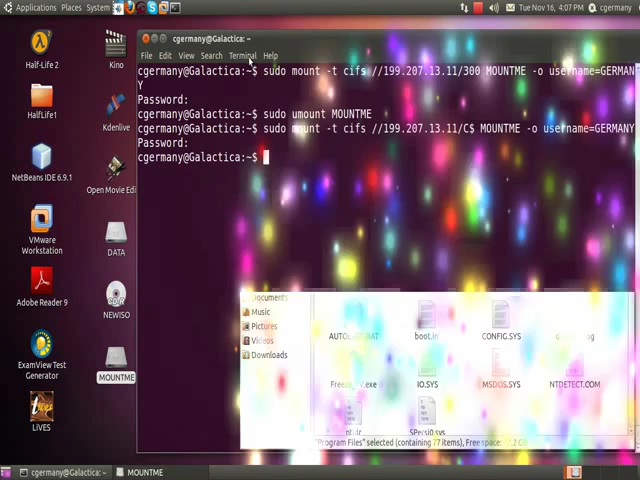 Applications Places System
Tue Nov 16, 4:07 PM
cgermany
cgermany@Galactica: ~
File Edit View Search Terminal Help
cgermany@Galactica:~$ sudo mount -t cifs //199.207.13.11/300 MOUNTME -o username=GERMAN
Y
Password:
cgermany@Galactica:~$ sudo umount MOUNTME
cgermany@Galactica:~$ sudo mount -t cifs //199.207.13.11/C$ MOUNTME -o username=GERMANY
Password:
cgermany@Galactica:~$
Half-Life 2
Kino
HalfLife1
Kdenlive
NetBeans IDE 6.9.1
Open Movie Edi
VMware
Workstation
DATA
Adobe Reader 9
CD-R
NEWISO
ExamView Test
Generator
MOUNTME
LiVES
LiVES
Documents
Music
Pictures
Videos
Downloads
boot.in
CONFIG.SYS
IO.SYS
MSDOS.SYS
NTDETECT.COM
"Program Files" selected (containing 77 items), Free space:
cgermany@Galactica: ~
MOUNTME